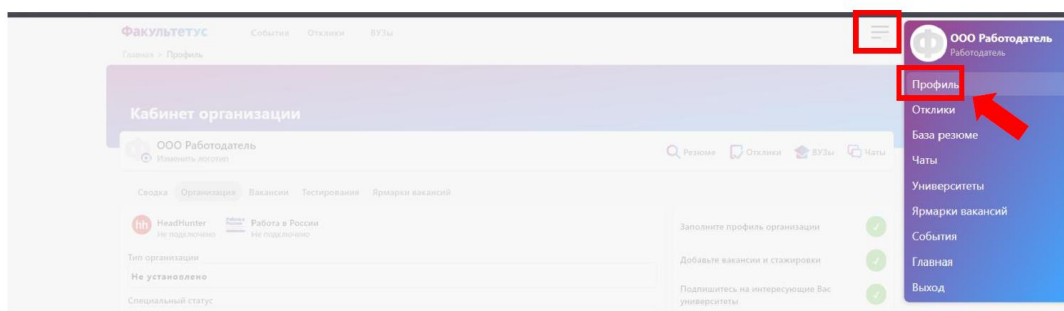 Факультетус События Отклики ВУЗы
Главная » Профиль
Кабинет организации
ООО Работодатель
Изменить логотип
Резюме Отклики ВУЗы Чаты
Сводка Организация Вакансии Тестирования Ярмарки вакансий
hh HeadHunter Работа в России
Не подключено Не подключено
Тип организации
Не установлено
Специальный статус
Заполните профиль организации
Добавьте вакансии и стажировки
Подпишитесь на интересующие Вас
университеты
ООО Работодатель
Работодатель
Профиль
Отклики
База резюме
Чаты
Университеты
Ярмарки вакансий
События
Главная
Выход